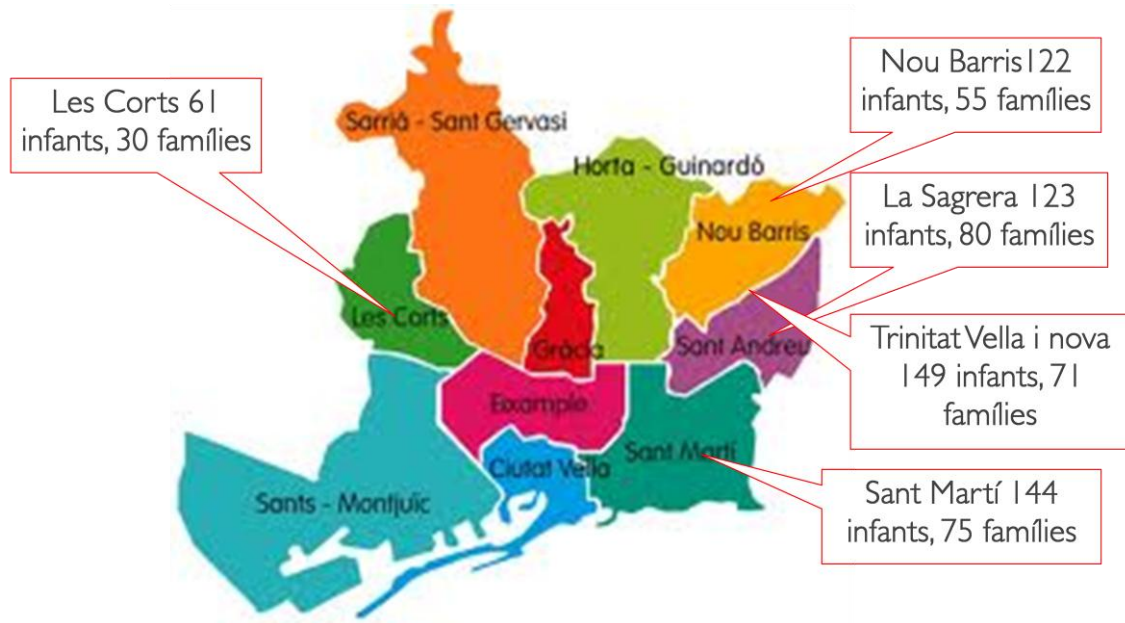 Les Corts 61
infants, 30 famílies
Sarrià - Sant Gervasi
Horta - Guinardó
Nou Barris
Les Corts
Gràcia
Sant Andreu
Eixample
Ciutat Vella
Sant Martí
Sants - Montjuïc
Nou Barris122
infants, 55 famílies
La Sagrera 123
infants, 80 famílies
Trinitat Vella i nova
149 infants, 71
famílies
Sant Martí 144
infants, 75 famílies